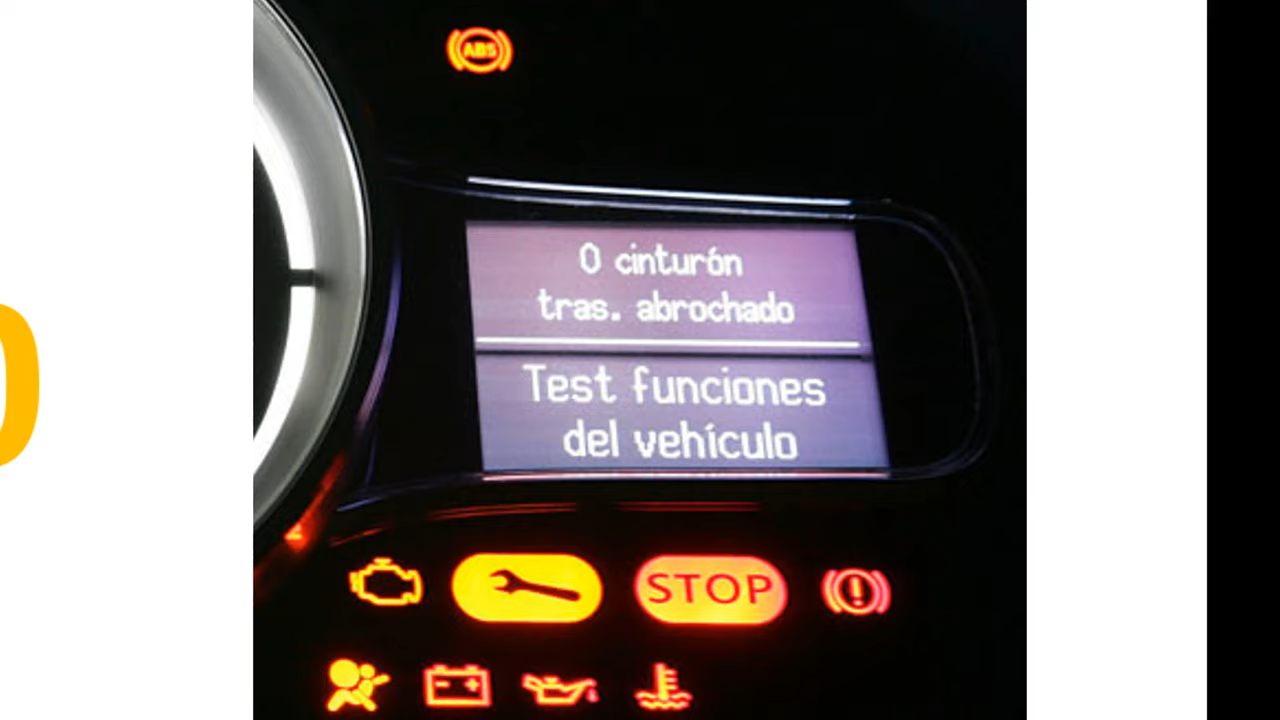 ABS
0 cinturón
tras. abrochado
Test funciones
del vehículo
STOP